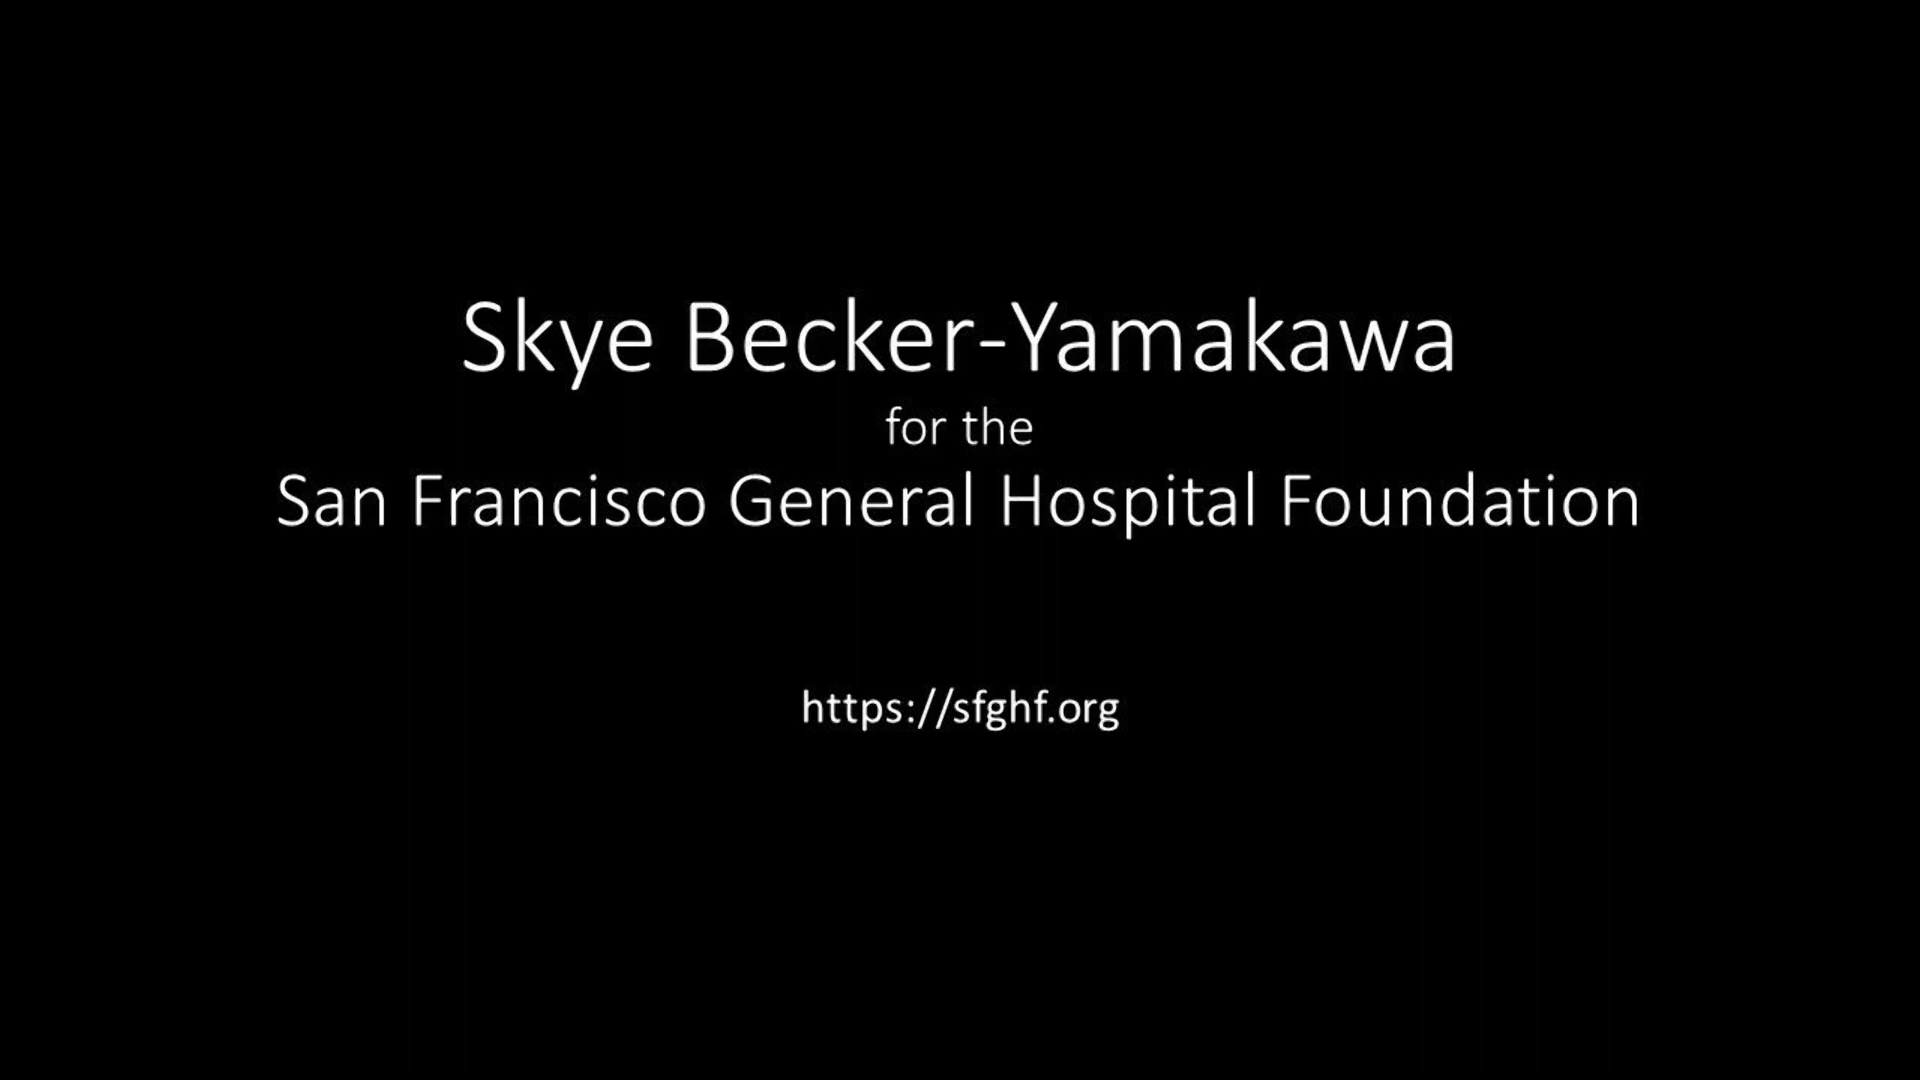 Skye Becker-Yamakawa
for the
San Francisco General Hospital Foundation
https://sfghf.org